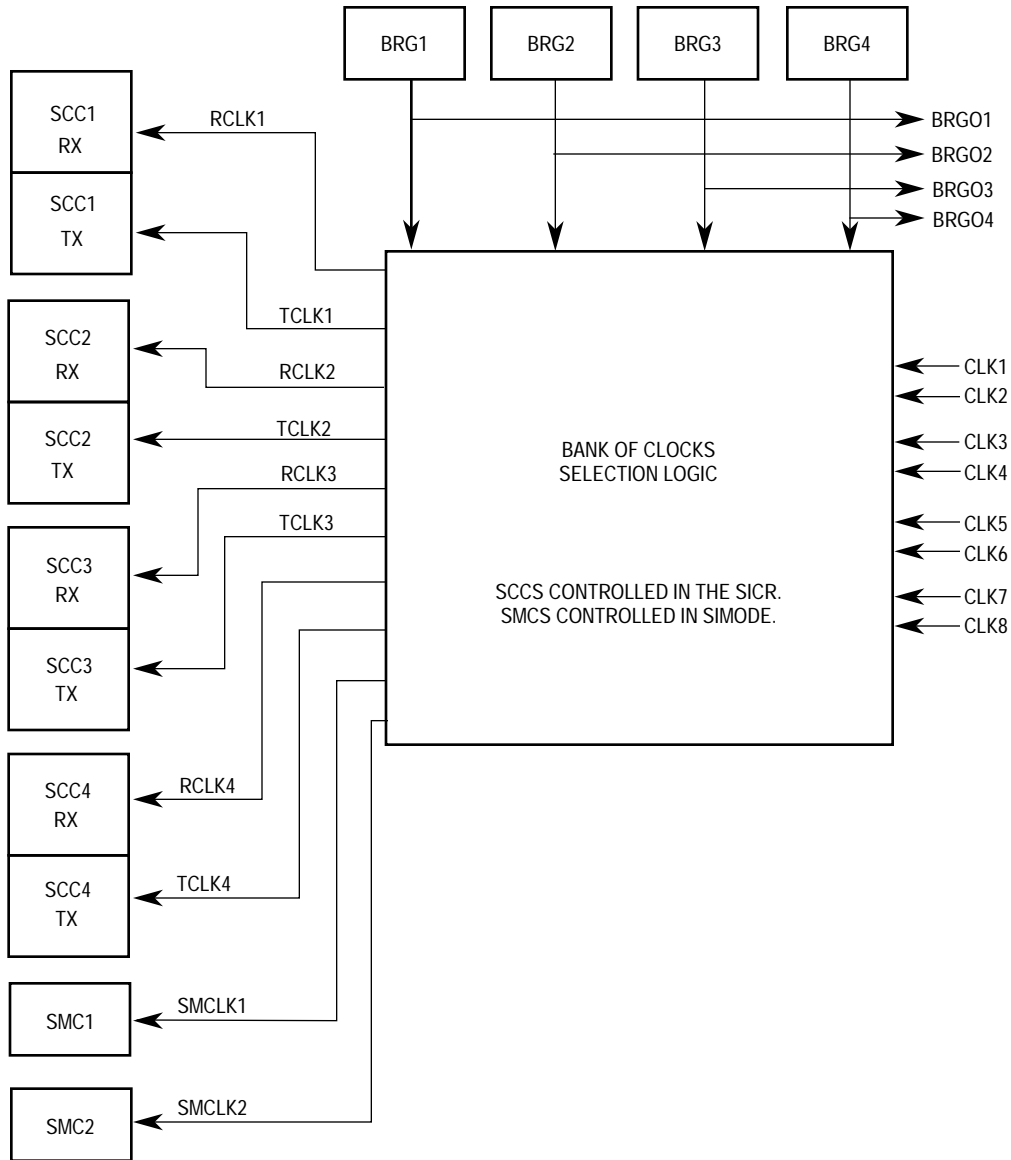 BRG1
BRG2
BRG3
BRG4
BRGO1
BRGO2
BRGO3
BRGO4
SCC1
RX
RCLK1
SCC1
TX
TCLK1
SCC2
RX
RCLK2
SCC2
TX
TCLK2
RCLK3
TCLK3
SCC3
RX
SCC3
TX
SCC4
RX
RCLK4
SCC4
TX
TCLK4
SMC1
SMCLK1
SMC2
SMCLK2
BANK OF CLOCKS
SELECTION LOGIC
SCCS CONTROLLED IN THE SICR.
SMCS CONTROLLED IN SIMODE.
CLK1
CLK2
CLK3
CLK4
CLK5
CLK6
CLK7
CLK8